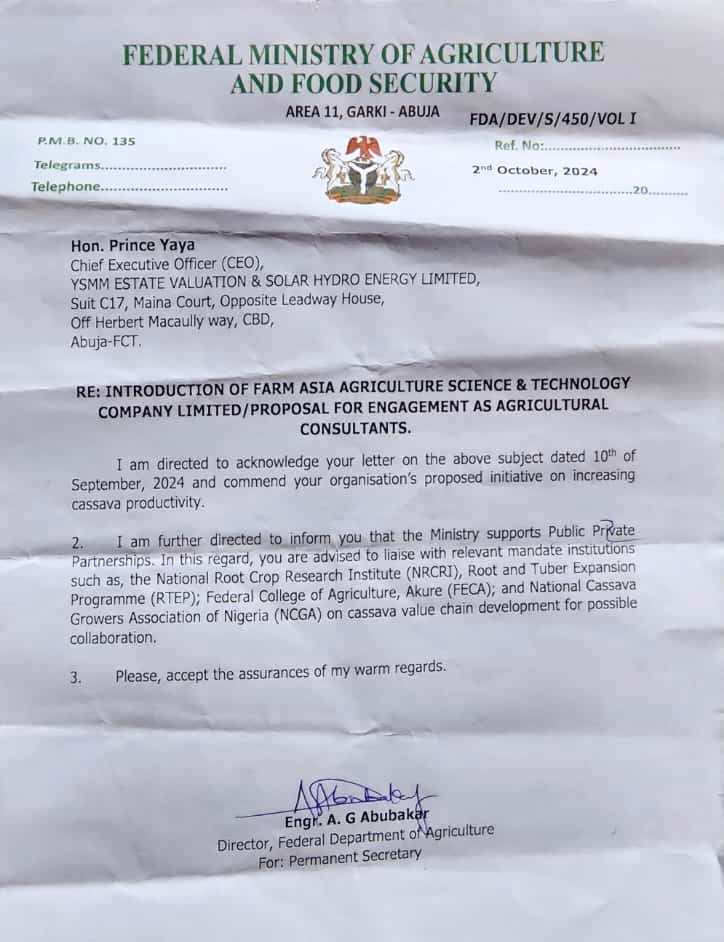 FEDERAL MINISTRY OF AGRICULTURE
AND FOOD SECURITY
AREA 11, GARKI - ABUJA
FDA/DEV/S/450/VOL I
P.M.B. NO. 135
Telegrams..............................
Telephone..............................
Ref. No:................................
2nd October, 2024
................................20..........
Hon. Prince Yaya
Chief Executive Officer (CEO),
YSMM ESTATE VALUATION & SOLAR HYDRO ENERGY LIMITED,
Suit C17, Maina Court, Opposite Leadway House,
Off Herbert Macaully way, CBD,
Abuja-FCT.
RE: INTRODUCTION OF FARM ASIA AGRICULTURE SCIENCE & TECHNOLOGY
COMPANY LIMITED/PROPOSAL FOR ENGAGEMENT AS AGRICULTURAL
CONSULTANTS.
I am directed to acknowledge your letter on the above subject dated 10th of
September, 2024 and commend your organisation's proposed initiative on increasing
cassava productivity.
2. I am further directed to inform you that the Ministry supports Public Private
Partnerships. In this regard, you are advised to liaise with relevant mandate institutions
such as, the National Root Crop Research Institute (NRCRI), Root and Tuber Expansion
Programme (RTEP); Federal College of Agriculture, Akure (FECA); and National Cassava
Growers Association of Nigeria (NCGA) on cassava value chain development for possible
collaboration.
3. Please, accept the assurances of my warm regards.
Engr. A. G Abubakar
Director, Federal Department of Agriculture
For: Permanent Secretary